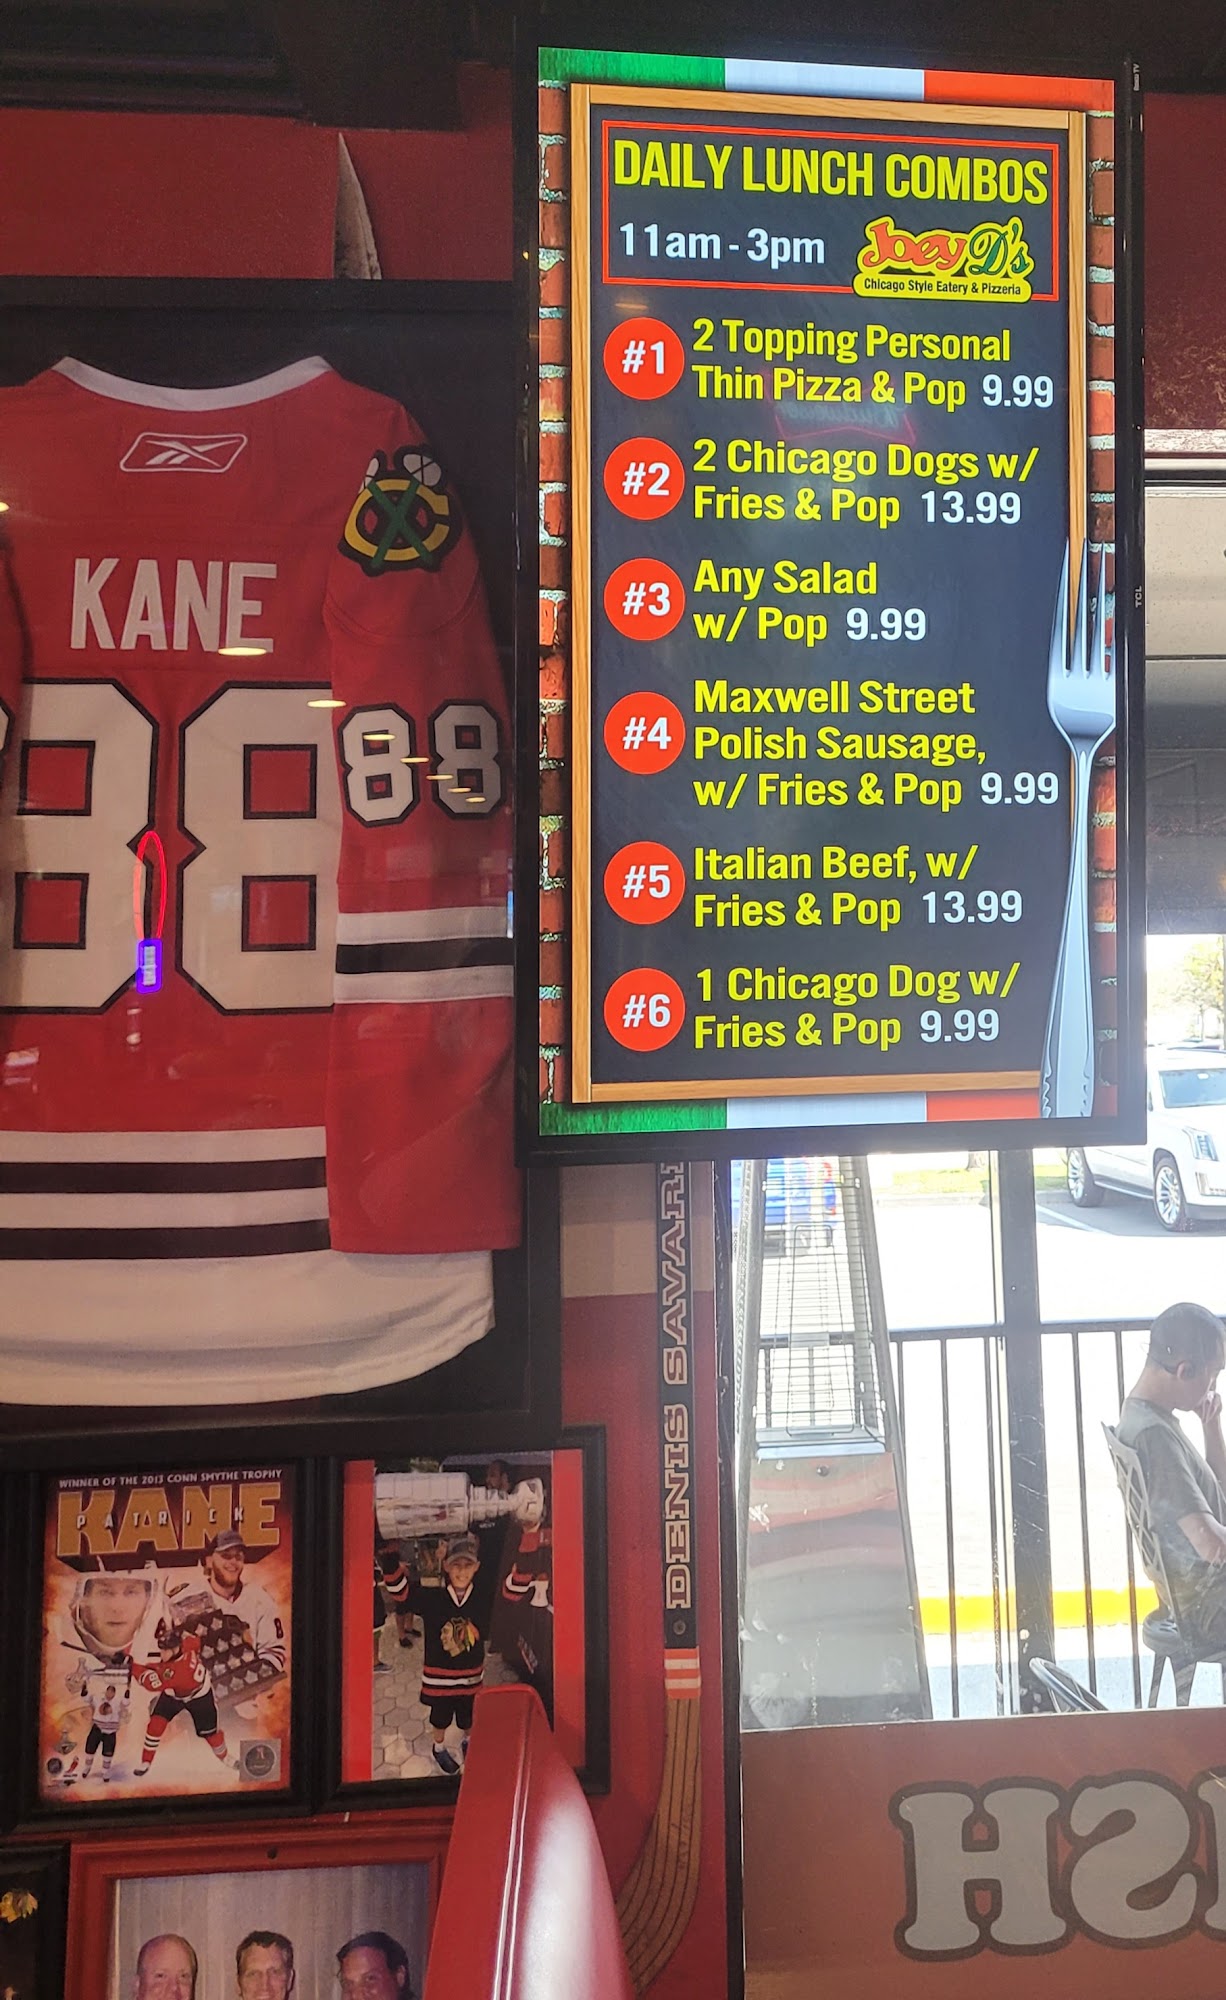 DAILY LUNCH COMBOS
11am - 3pm
Joey D's
Chicago Style Eatery & Pizzeria
#1
2 Topping Personal
Thin Pizza & Pop 9.99
#2
2 Chicago Dogs w/
Fries & Pop 13.99
#3
Any Salad
w/ Pop 9.99
#4
Maxwell Street
Polish Sausage,
w/ Fries & Pop 9.99
#5
Italian Beef, w/
Fries & Pop 13.99
#6
1 Chicago Dog w/
Fries & Pop 9.99
TCL
KANE
88
88
C
DENNIS SAVARD
WINNER OF THE 2013 CONN SMYTHE TROPHY
PATRICK
KANE
SH